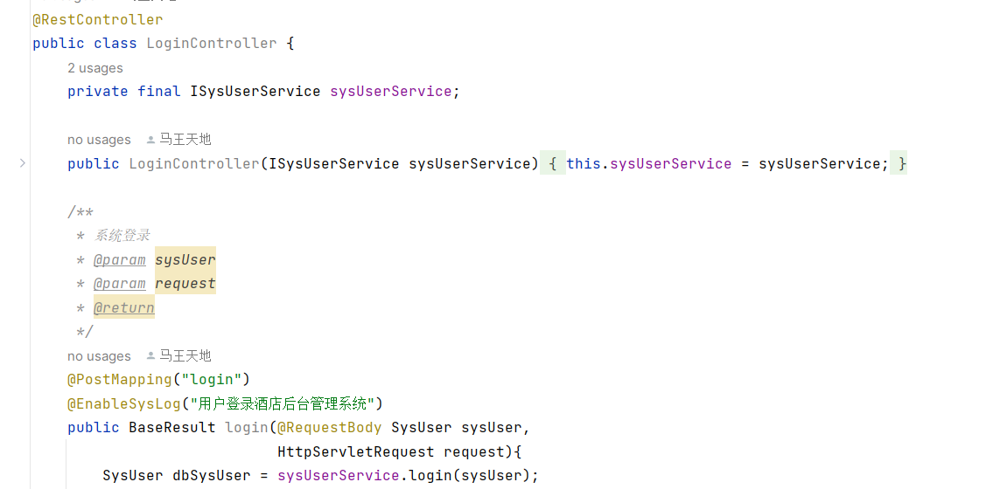 @RestController
public class LoginController {
2 usages
private final ISysUserService sysUserService;
no usages 马王天地
public LoginController(ISysUserService sysUserService) { this.sysUserService = sysUserService; }
/**
* 系统登录
* @param sysUser
* @param request
* @return
*/
no usages 马王天地
@PostMapping("login")
@EnableSysLog("用户登录酒店后台管理系统")
public BaseResult login(@RequestBody SysUser sysUser,
HttpServletRequest request){
SysUser dbSysUser = sysUserService.login(sysUser);